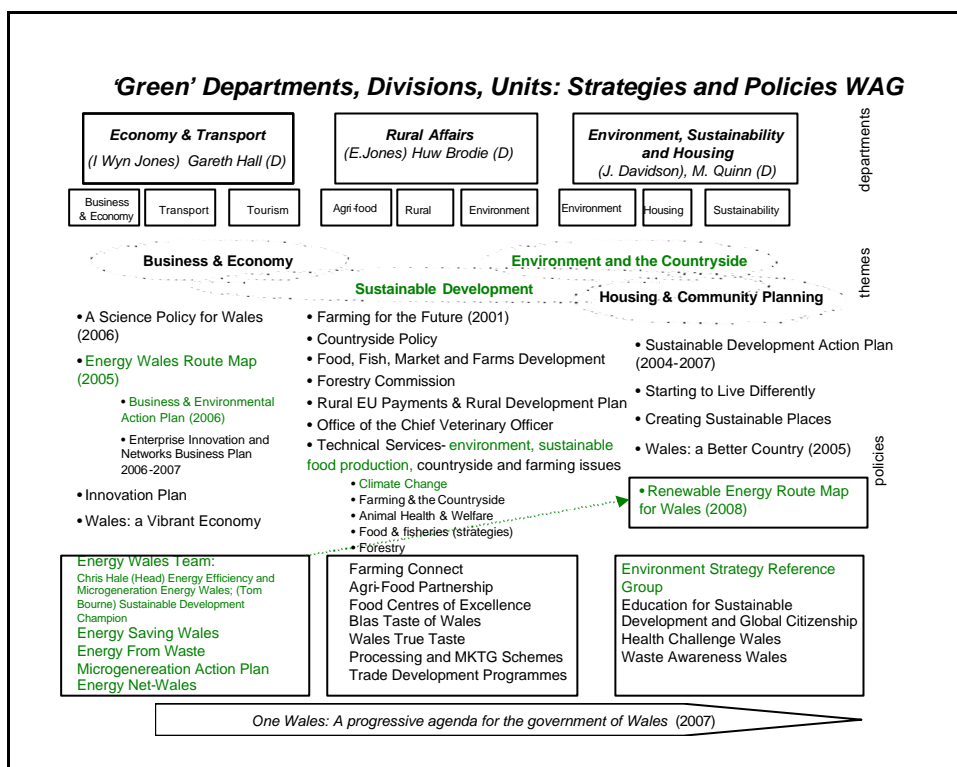 ‘Green’ Departments, Divisions, Units: Strategies and Policies WAG
departments
Economy & Transport
(I Wyn Jones) Gareth Hall (D)
Rural Affairs
(E.Jones) Huw Brodie (D)
Environment, Sustainability
and Housing
(J. Davidson), M. Quinn (D)
Business
& Economy
Transport
Tourism
Agri-food
Rural
Environment
Environment
Housing
Sustainability
themes
Business & Economy
Environment and the Countryside
Sustainable Development
Housing & Community Planning
policies
• A Science Policy for Wales
(2006)
• Energy Wales Route Map
(2005)
• Business & Environmental
Action Plan (2006)
• Enterprise Innovation and
Networks Business Plan
2006-2007
• Innovation Plan
• Wales: a Vibrant Economy
• Farming for the Future (2001)
• Countryside Policy
• Food, Fish, Market and Farms Development
• Forestry Commission
• Rural EU Payments & Rural Development Plan
• Office of the Chief Veterinary Officer
• Technical Services- environment, sustainable
food production, countryside and farming issues
• Climate Change
• Farming & the Countryside
• Animal Health & Welfare
• Food & fisheries (strategies)
• Forestry
• Sustainable Development Action Plan
(2004-2007)
• Starting to Live Differently
• Creating Sustainable Places
• Wales: a Better Country (2005)
• Renewable Energy Route Map
for Wales (2008)
Energy Wales Team:
Chris Hale (Head) Energy Efficiency and
Microgeneration Energy Wales; (Tom
Bourne) Sustainable Development
Champion
Energy Saving Wales
Energy From Waste
Microgenereation Action Plan
Energy Net-Wales
Farming Connect
Agri-Food Partnership
Food Centres of Excellence
Blas Taste of Wales
Wales True Taste
Processing and MKTG Schemes
Trade Development Programmes
Environment Strategy Reference
Group
Education for Sustainable
Development and Global Citizenship
Health Challenge Wales
Waste Awareness Wales
One Wales: A progressive agenda for the government of Wales (2007)